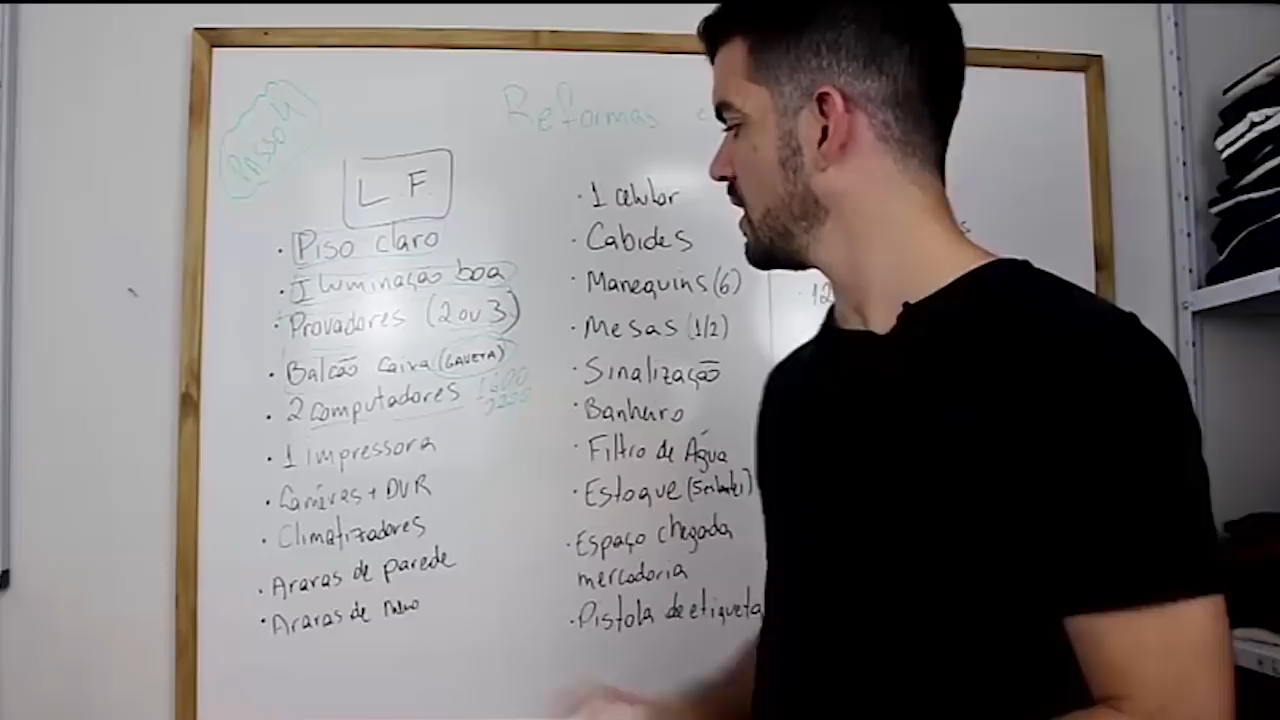 PASSO 4
Reformas e
L F
· Piso claro
· Iluminação boa
· Provadores (2 ou 3)
· Balcão caixa (GAVETA)
· 2 computadores
· 1 impressora
· Camêras + DVR
· Climatizadores
· Araras de parede
· Araras de
· 1 celular
· Cabides
· Manequins (6)
· Mesas (1/2)
· Sinalização
· Banheiro
· Filtro de Água
· Estoque
· Espaço chegada
mercadoria
· Pistola de etiqueta
· 12